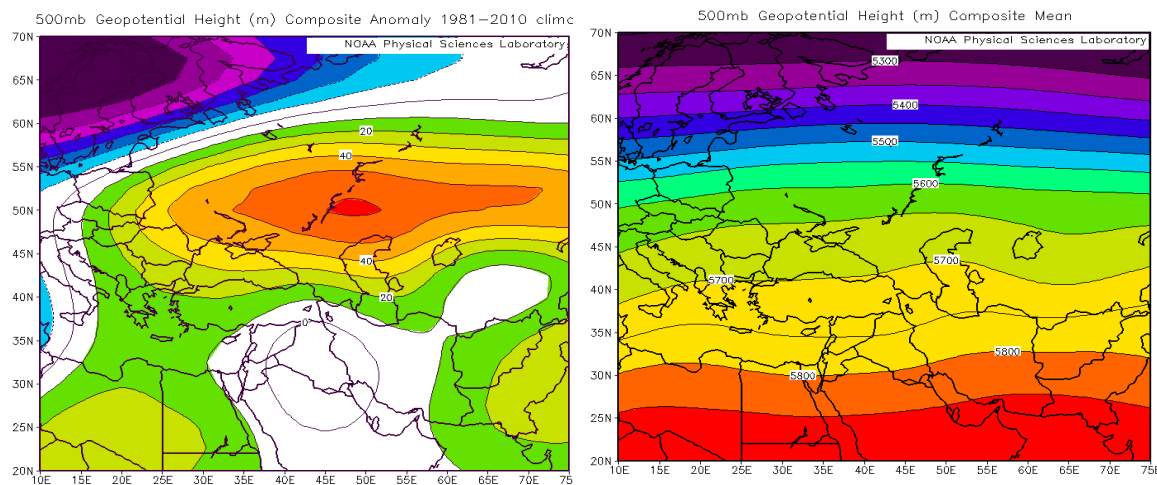 500mb Geopotential Height (m) Composite Anomaly 1981-2010 climo
NOAA Physical Sciences Laboratory
70N
65N
60N
55N
50N
45N
40N
35N
30N
25N
20N
20
40
40
20
0
10E 15E 20E 25E 30E 35E 40E 45E 50E 55E 60E 65E 70E 75E
500mb Geopotential Height (m) Composite Mean
NOAA Physical Sciences Laboratory
70N
65N
60N
55N
50N
45N
40N
35N
30N
25N
20N
5300
5400
5500
5600
5700
5700
5800
5800
10E 15E 20E 25E 30E 35E 40E 45E 50E 55E 60E 65E 70E 75E